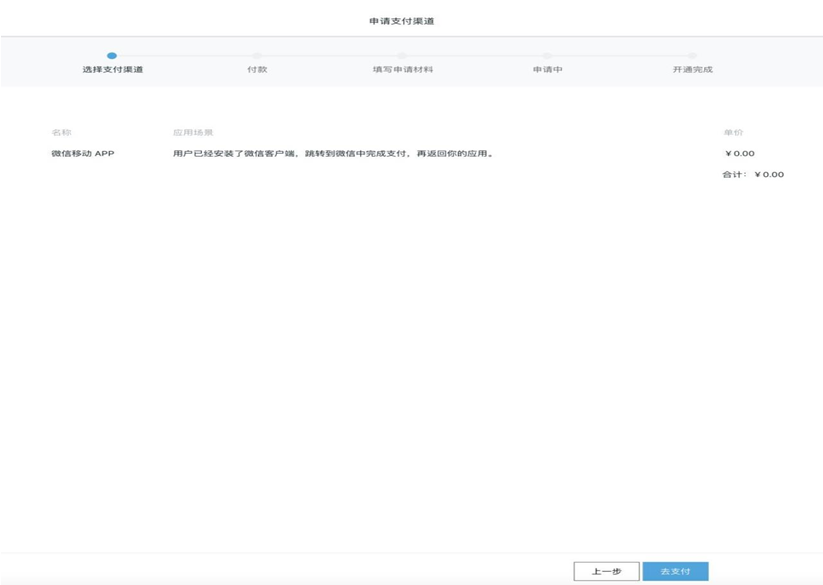 申请支付渠道
选择支付渠道 付款 填写申请材料 申请中 开通完成
名称 应用场景 单价
微信移动 APP 用户已经安装了微信客户端，跳转到微信中完成支付，再返回你的应用。 ￥0.00
合计：￥0.00
上一步 去支付